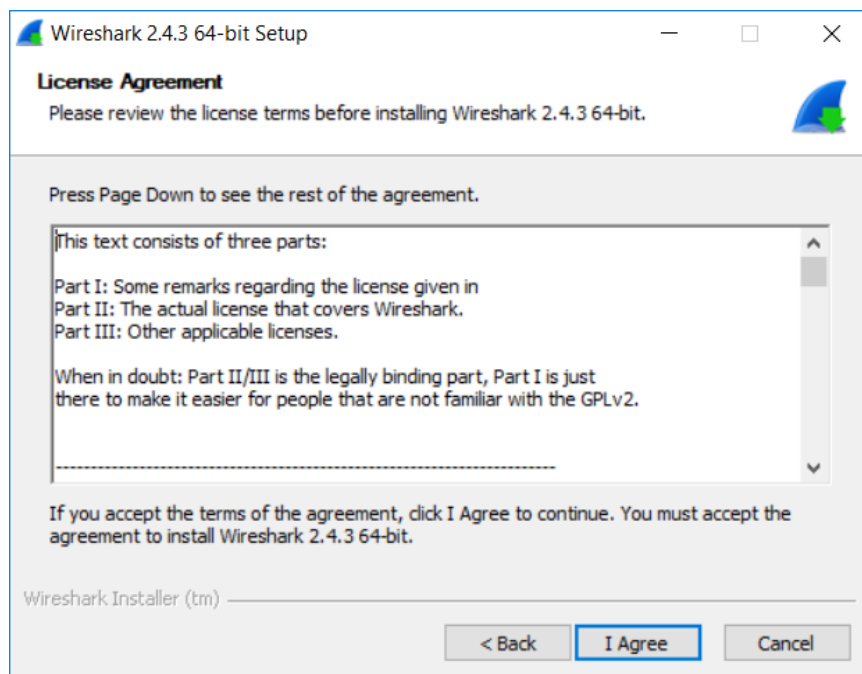 Wireshark 2.4.3 64-bit Setup
License Agreement
Please review the license terms before installing Wireshark 2.4.3 64-bit.
Press Page Down to see the rest of the agreement.
This text consists of three parts:
Part I: Some remarks regarding the license given in
Part II: The actual license that covers Wireshark.
Part III: Other applicable licenses.
When in doubt: Part II/III is the legally binding part, Part I is just
there to make it easier for people that are not familiar with the GPLv2.
------------------------------------------------------------------------
If you accept the terms of the agreement, click I Agree to continue. You must accept the
agreement to install Wireshark 2.4.3 64-bit.
Wireshark Installer (tm)
< Back
I Agree
Cancel